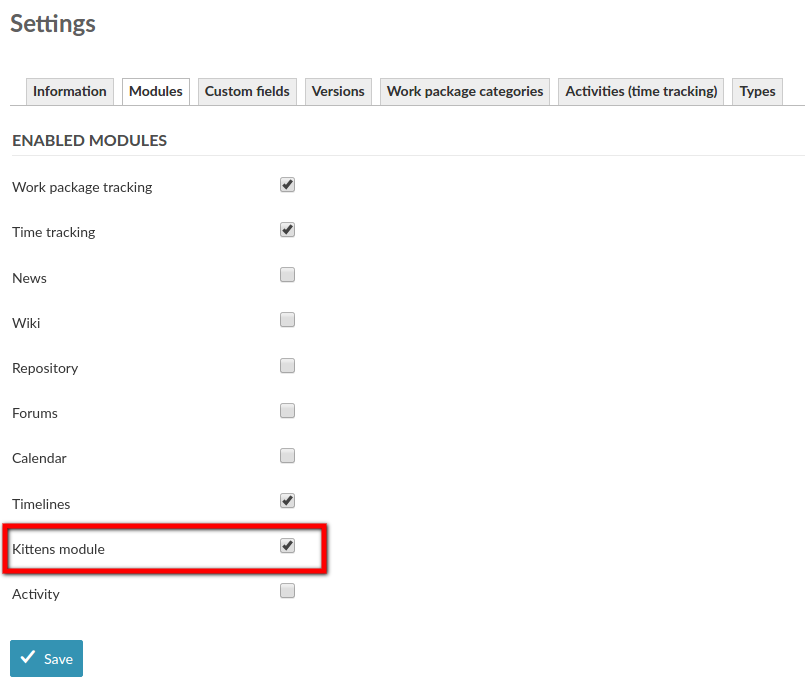 Settings
Information Modules Custom fields Versions Work package categories Activities (time tracking) Types
ENABLED MODULES
Work package tracking
Time tracking
News
Wiki
Repository
Forums
Calendar
Timelines
Kittens module
Activity
Save